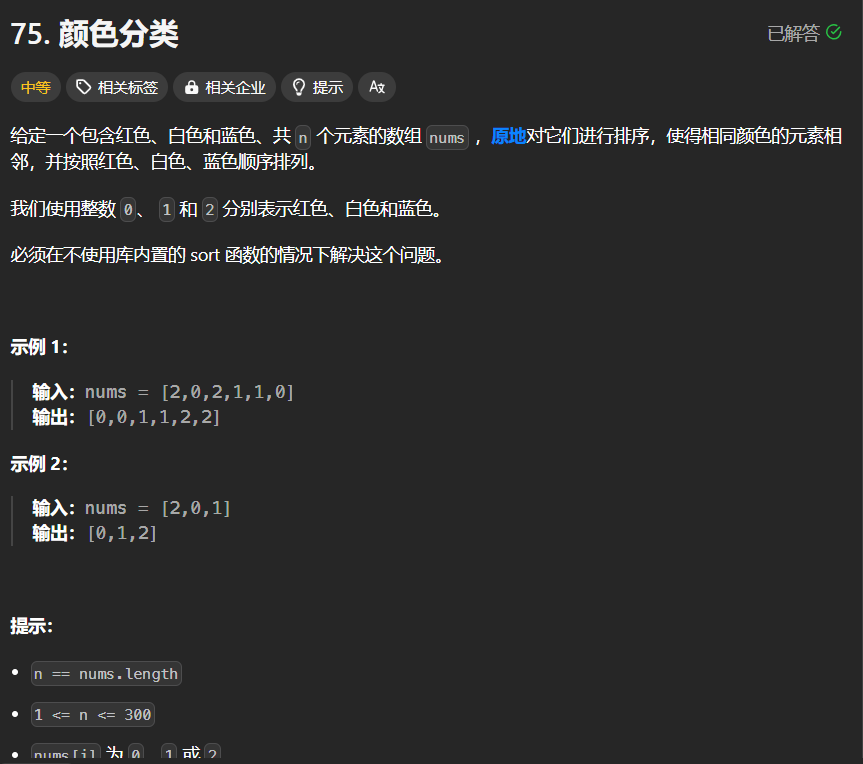 75. 颜色分类
已解答
中等 相关标签 相关企业 提示 Aあ
给定一个包含红色、白色和蓝色、共 n 个元素的数组 nums ，原地对它们进行排序，使得相同颜色的元素相
邻，并按照红色、白色、蓝色顺序排列。
我们使用整数 0、 1 和 2 分别表示红色、白色和蓝色。
必须在不使用库内置的 sort 函数的情况下解决这个问题。
示例 1：
输入：nums = [2,0,2,1,1,0]
输出：[0,0,1,1,2,2]
示例 2：
输入：nums = [2,0,1]
输出：[0,1,2]
提示：
n == nums.length
1 <= n <= 300
nums[i] 为 0、1 或 2